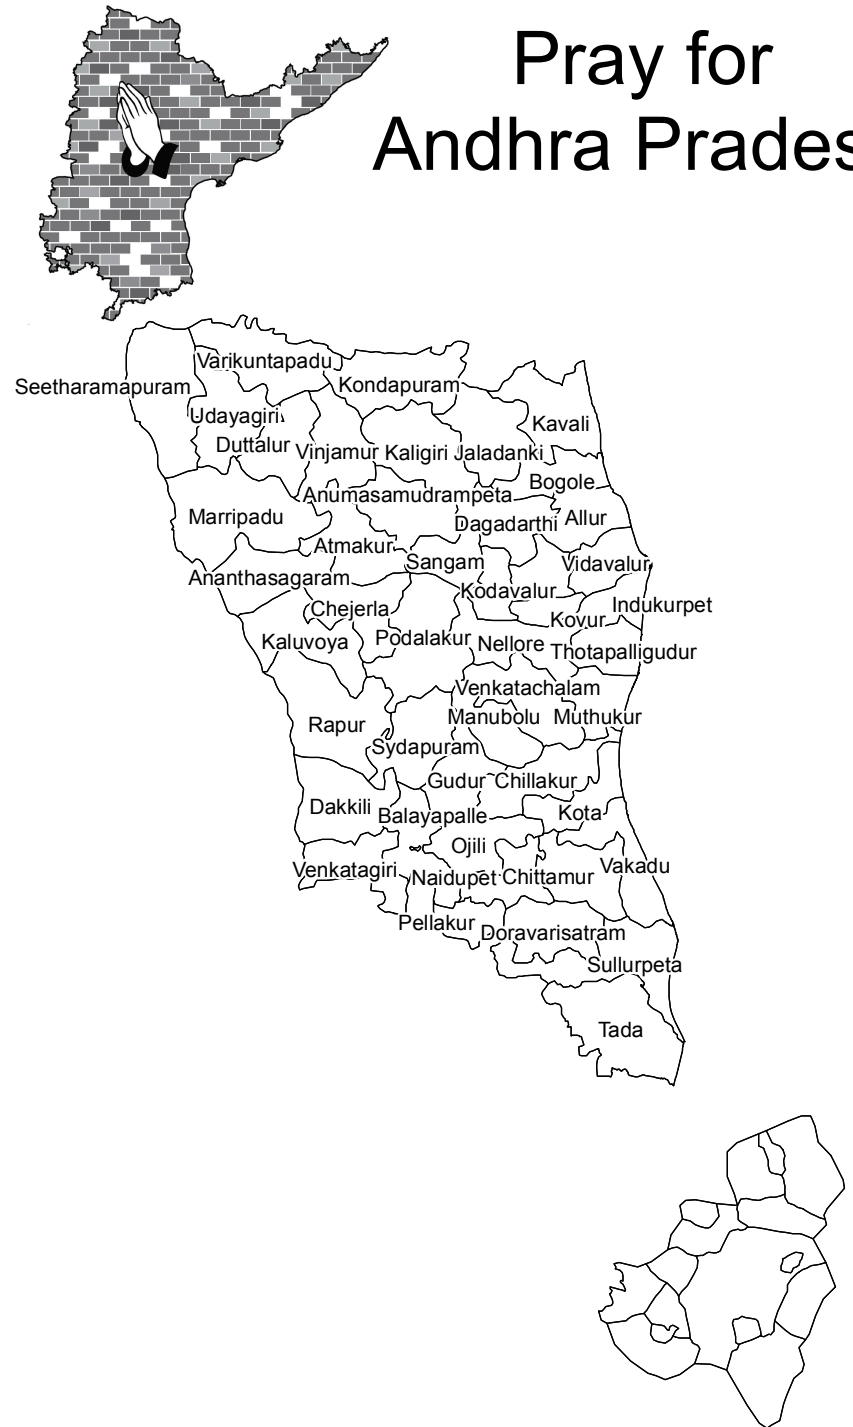 Pray for
Andhra Prades
Varikuntapadu
Seetharamapuram
Kondapuram
Udayagiri
Kavali
Duttalur
Vinjamur
Kaligiri
Jaladanki
Bogole
Anumasamudrampeta
Marripadu
Dagadarthi
Allur
Atmakur
Sangam
Vidavalur
Ananthasagaram
Kodavalur
Chejerla
Indukurpet
Kovur
Kaluvoya
Podalakur
Nellore
Thotapalligudur
Venkatachalam
Rapur
Manubolu
Muthukur
Sydapuram
Gudur
Chillakur
Dakkili
Balayapalle
Kota
Ojili
Venkatagiri
Naidupet
Chittamur
Vakadu
Pellakur
Doravarisatram
Sullurpeta
Tada